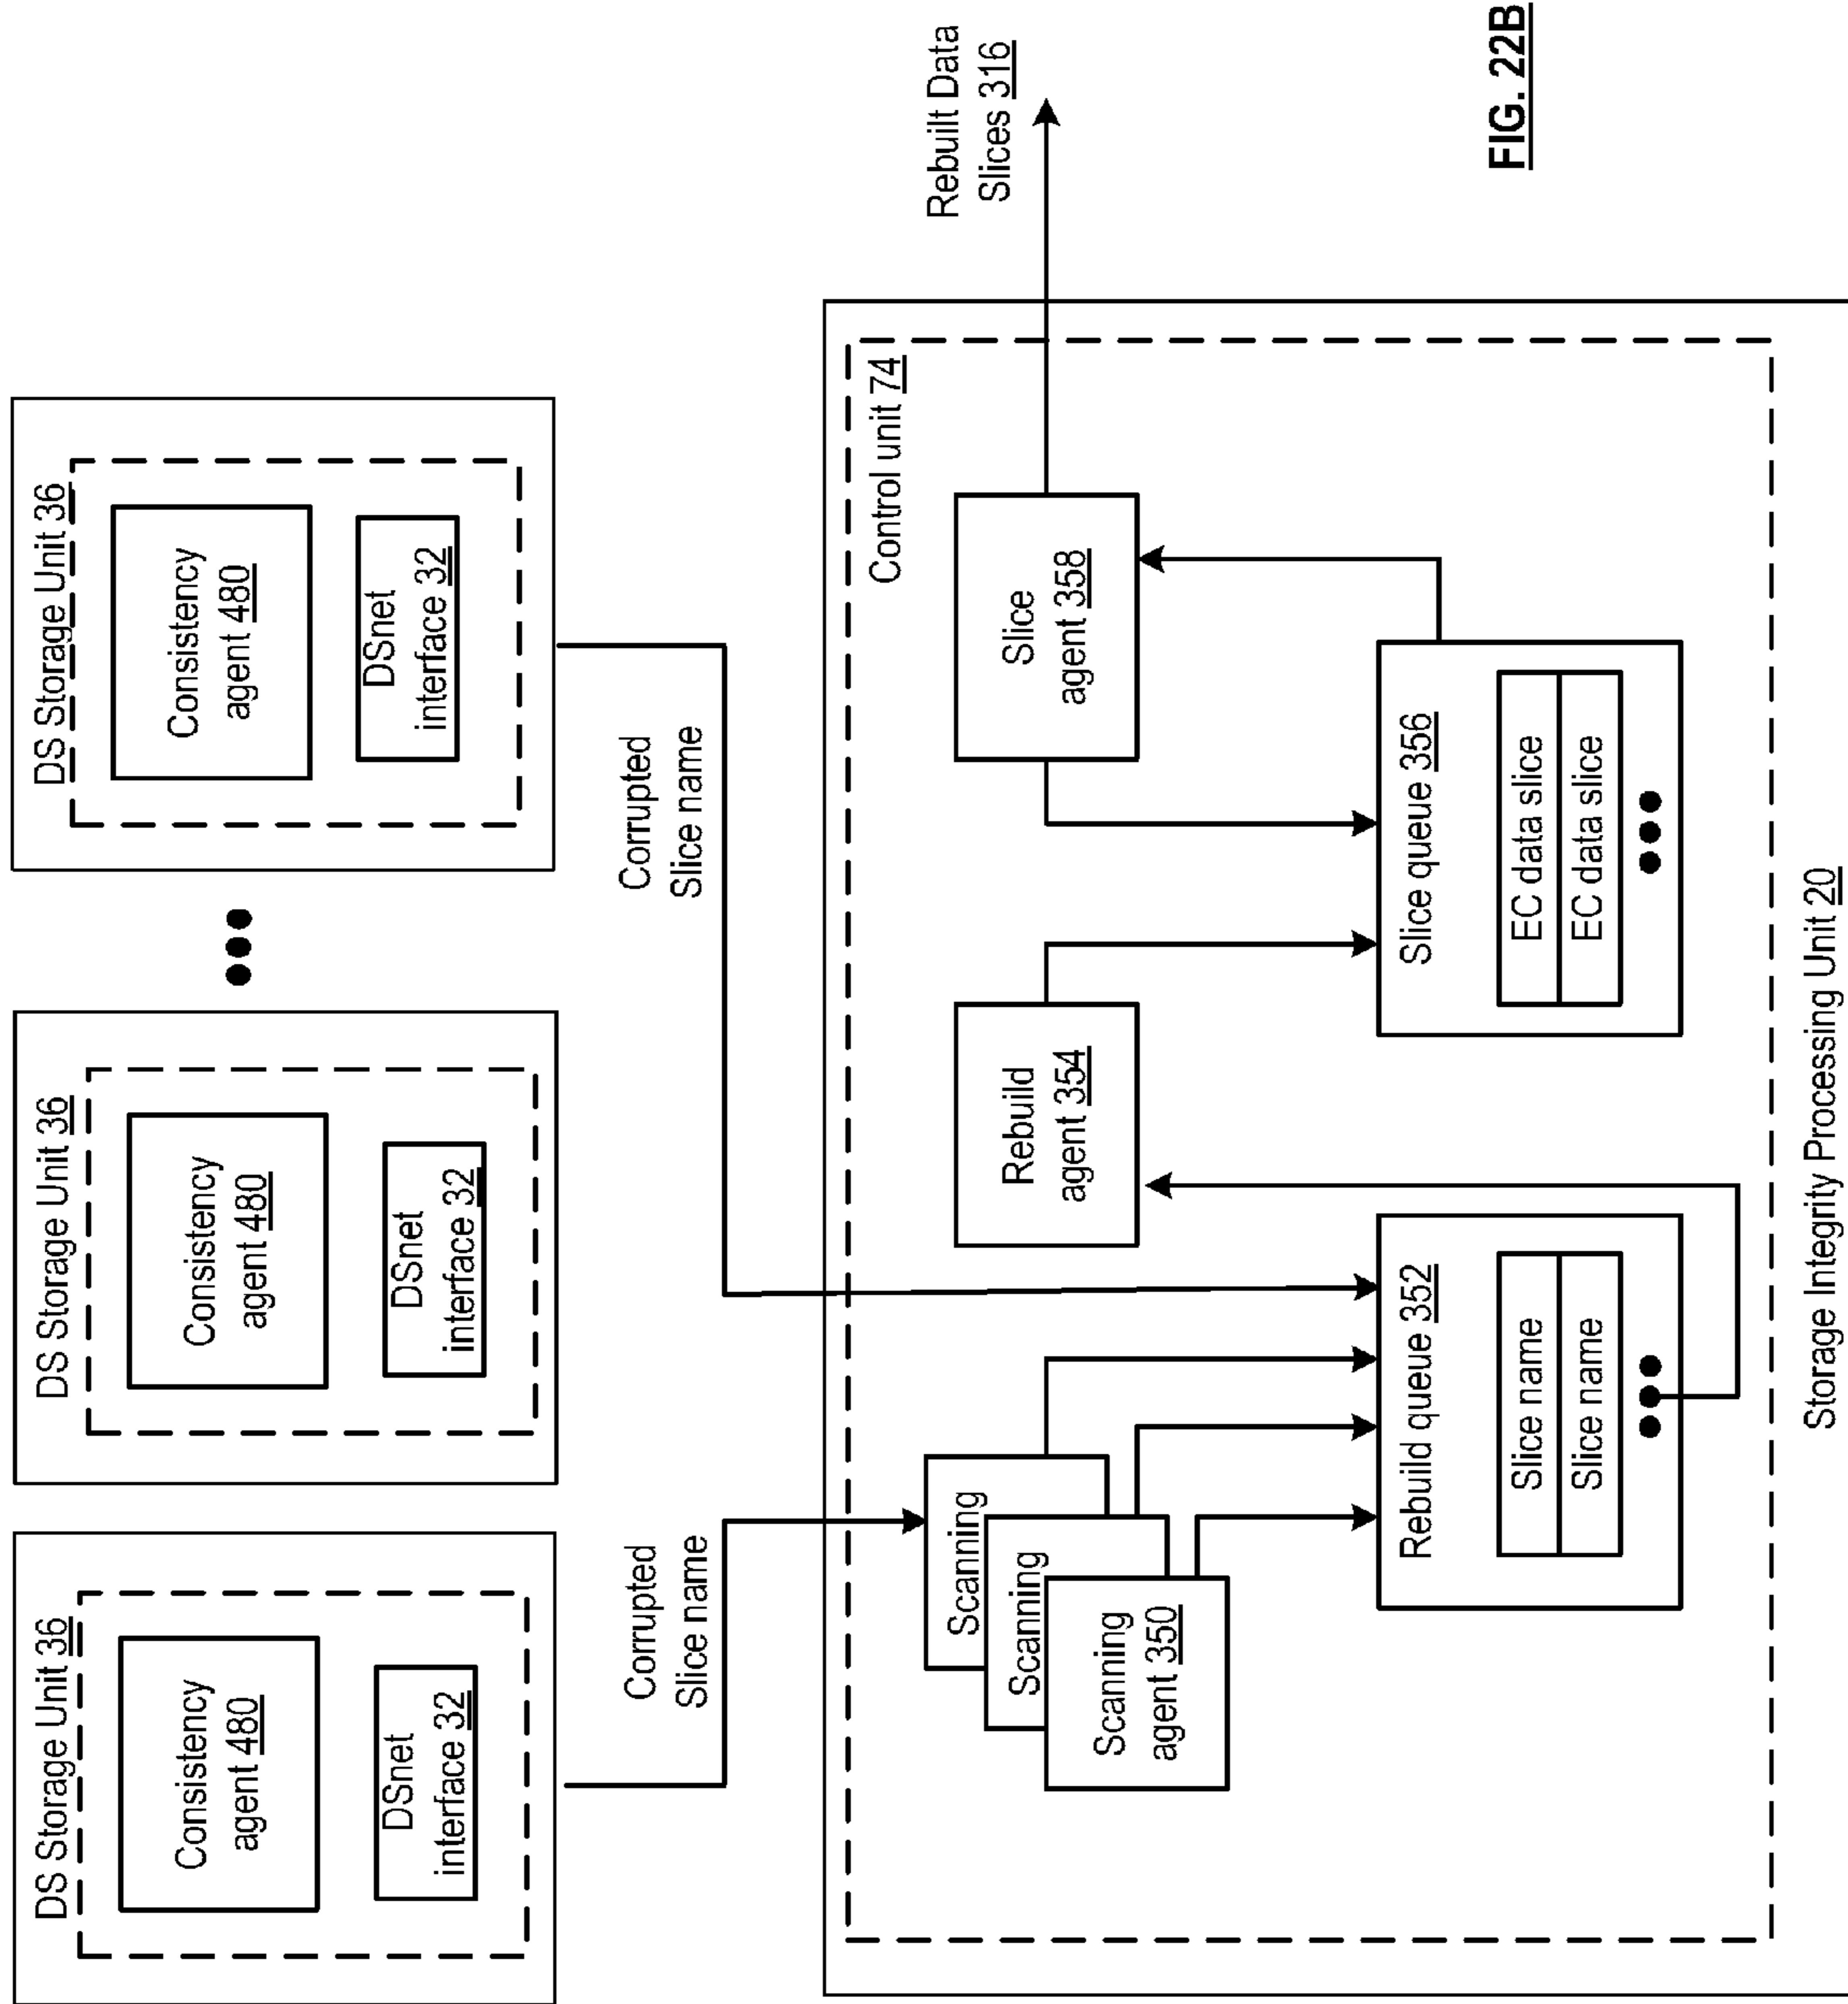 DS Storage Unit 36
Consistency
agent 480
DSnet
interface 32
DS Storage Unit 36
Consistency
agent 480
DSnet
interface 32
DS Storage Unit 36
Consistency
agent 480
DSnet
interface 32
Corrupted
Slice name
Corrupted
Slice name
Control unit 74
Scanning
Scanning
Scanning
agent 350
Rebuild
agent 354
Slice
agent 358
Rebuilt Data
Slices 316
Rebuild queue 352
Slice name
Slice name
Slice queue 356
EC data slice
EC data slice
Storage Integrity Processing Unit 20
FIG. 22B